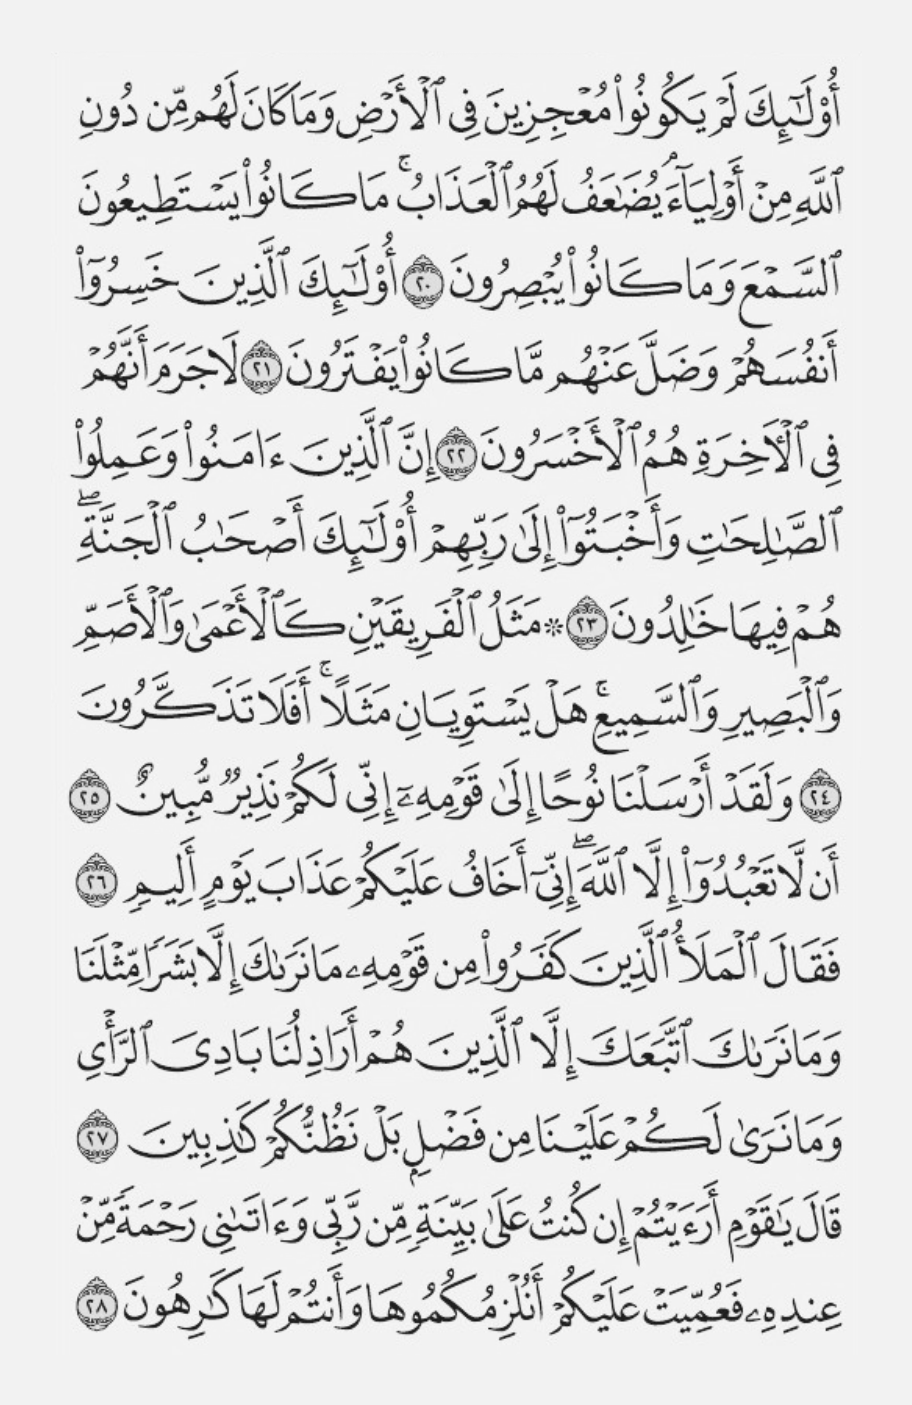 أُوْلَـٰٓئِكَ لَمۡ يَكُونُواْ مُعۡجِزِينَ فِي ٱلۡأَرۡضِ وَمَا كَانَ لَهُم مِّن دُونِ
ٱللَّهِ مِنۡ أَوۡلِيَآءَۘ يُضَٰعَفُ لَهُمُ ٱلۡعَذَابُۚ مَا كَانُواْ يَسۡتَطِيعُونَ
ٱلسَّمۡعَ وَمَا كَانُواْ يُبۡصِرُونَ ٢٠ أُوْلَـٰٓئِكَ ٱلَّذِينَ خَسِرُوٓاْ
أَنفُسَهُمۡ وَضَلَّ عَنۡهُم مَّا كَانُواْ يَفۡتَرُونَ ٢١ لَا جَرَمَ أَنَّهُمۡ
فِي ٱلۡأٓخِرَةِ هُمُ ٱلۡأَخۡسَرُونَ ٢٢ إِنَّ ٱلَّذِينَ ءَامَنُواْ وَعَمِلُواْ
ٱلصَّٰلِحَٰتِ وَأَخۡبَتُوٓاْ إِلَىٰ رَبِّهِمۡ أُوْلَـٰٓئِكَ أَصۡحَٰبُ ٱلۡجَنَّةِۖ
هُمۡ فِيهَا خَٰلِدُونَ ٢٣ ۞ مَثَلُ ٱلۡفَرِيقَيۡنِ كَٱلۡأَعۡمَىٰ وَٱلۡأَصَمِّ
وَٱلۡبَصِيرِ وَٱلسَّمِيعِۚ هَلۡ يَسۡتَوِيَانِ مَثَلًاۚ أَفَلَا تَذَكَّرُونَ
٢٤ وَلَقَدۡ أَرۡسَلۡنَا نُوحًا إِلَىٰ قَوۡمِهِۦٓ إِنِّي لَكُمۡ نَذِيرٞ مُّبِينٌ ٢٥
أَن لَّا تَعۡبُدُوٓاْ إِلَّا ٱللَّهَۖ إِنِّيٓ أَخَافُ عَلَيۡكُمۡ عَذَابَ يَوۡمٍ أَلِيمٖ ٢٦
فَقَالَ ٱلۡمَلَأُ ٱلَّذِينَ كَفَرُواْ مِن قَوۡمِهِۦ مَا نَرَىٰكَ إِلَّا بَشَرٗا مِّثۡلَنَا
وَمَا نَرَىٰكَ ٱتَّبَعَكَ إِلَّا ٱلَّذِينَ هُمۡ أَرَاذِلُنَا بَادِيَ ٱلرَّأۡيِ
وَمَا نَرَىٰ لَكُمۡ عَلَيۡنَا مِن فَضۡلِۭ بَلۡ نَظُنُّكُمۡ كَٰذِبِينَ ٢٧
قَالَ يَٰقَوۡمِ أَرَءَيۡتُمۡ إِن كُنتُ عَلَىٰ بَيِّنَةٖ مِّن رَّبِّي وَءَاتَىٰنِي رَحۡمَةٗ مِّنۡ
عِندِهِۦ فَعُمِّيَتۡ عَلَيۡكُمۡ أَنُلۡزِمُكُمُوهَا وَأَنتُمۡ لَهَا كَٰرِهُونَ ٢٨